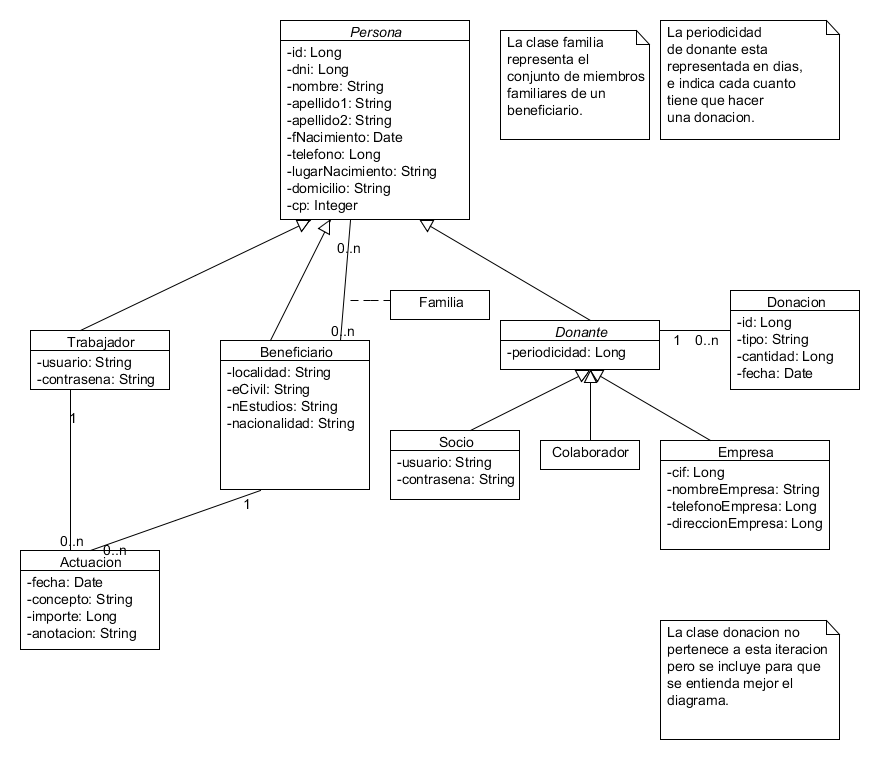 Persona
-id: Long
-dni: Long
-nombre: String
-apellido1: String
-apellido2: String
-fNacimiento: Date
-telefono: Long
-lugarNacimiento: String
-domicilio: String
-cp: Integer
La clase familia
representa el
conjunto de miembros
familiares de un
beneficiario.
La periodicidad
de donante esta
representada en dias,
e indica cada cuanto
tiene que hacer
una donacion.
0..n
0..n
Familia
Trabajador
-usuario: String
-contrasena: String
Beneficiario
-localidad: String
-eCivil: String
-nEstudios: String
-nacionalidad: String
Donante
-periodicidad: Long
1
0..n
Donacion
-id: Long
-tipo: String
-cantidad: Long
-fecha: Date
1
Socio
-usuario: String
-contrasena: String
Colaborador
Empresa
-cif: Long
-nombreEmpresa: String
-telefonoEmpresa: Long
-direccionEmpresa: Long
1
0..n
0..n
Actuacion
-fecha: Date
-concepto: String
-importe: Long
-anotacion: String
La clase donacion no
pertenece a esta iteracion
pero se incluye para que
se entienda mejor el
diagrama.